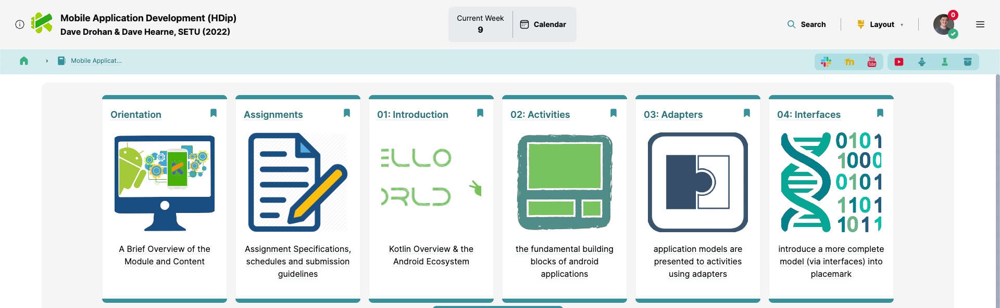 Mobile Application Development (HDip)
Dave Drohan & Dave Hearne, SETU (2022)
Current Week
9
Calendar
Search
Layout
0
Mobile Applicat...
You
Tube
Orientation
A Brief Overview of the
Module and Content
Assignments
Assignment Specifications,
schedules and submission
guidelines
01: Introduction
ELLO
ORLD
Kotlin Overview & the
Android Ecosystem
02: Activities
the fundamental building
blocks of android
applications
03: Adapters
application models are
presented to activities
using adapters
04: Interfaces
0101
1000
0101
1101
1011
introduce a more complete
model (via interfaces) into
placemark